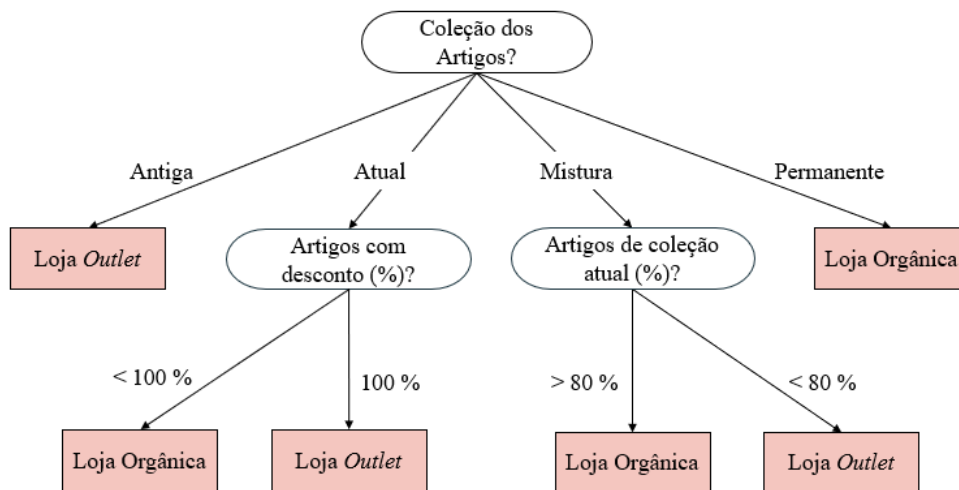 Coleção dos
Artigos?
Antiga
Atual
Mistura
Permanente
Loja Outlet
Artigos com
desconto (%)?
Artigos de coleção
atual (%)?
Loja Orgânica
< 100 %
100 %
> 80 %
< 80 %
Loja Orgânica
Loja Outlet
Loja Orgânica
Loja Outlet